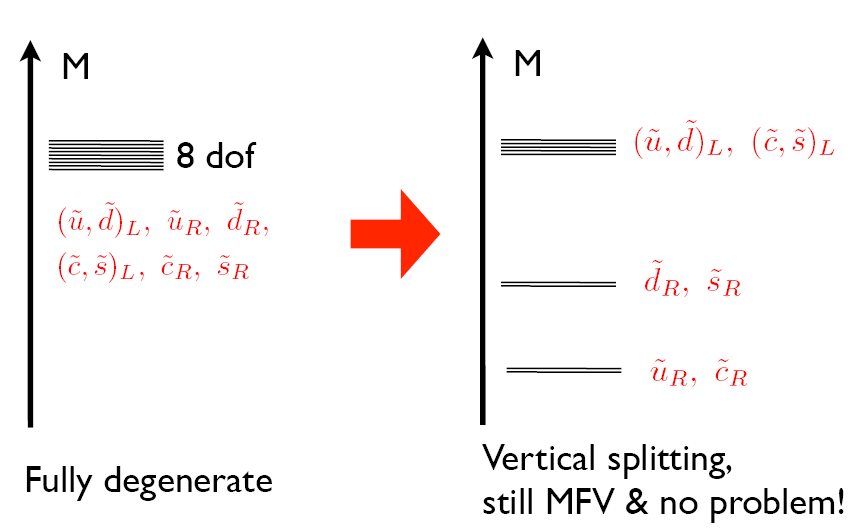 M
8 dof
(ũ, d̃)_L, ũ_R, d̃_R,
(c̃, s̃)_L, c̃_R, s̃_R
Fully degenerate
M
(ũ, d̃)_L, (c̃, s̃)_L
d̃_R, s̃_R
ũ_R, c̃_R
Vertical splitting,
still MFV & no problem!